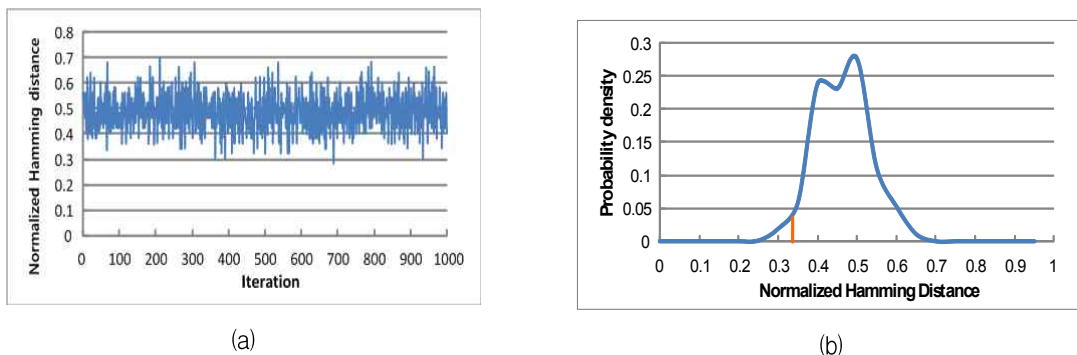 Normalized Hamming distance
0.8
0.7
0.6
0.5
0.4
0.3
0.2
0.1
0
0 100 200 300 400 500 600 700 800 900 1000
Iteration
(a)
Probability density
0.3
0.25
0.2
0.15
0.1
0.05
0
0 0.1 0.2 0.3 0.4 0.5 0.6 0.7 0.8 0.9 1
Normalized Hamming Distance
(b)